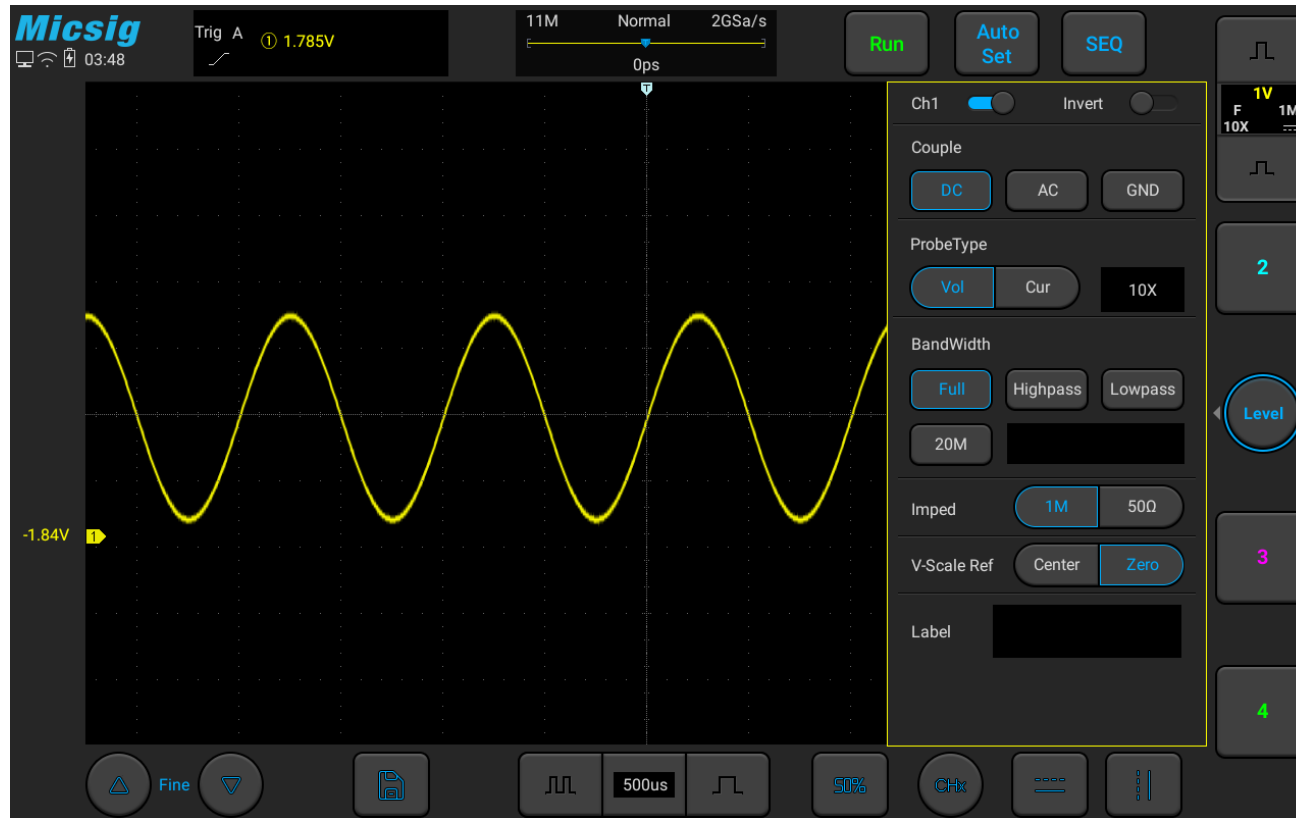 Micsig
03:48
Trig A ① 1.785V
11M Normal 2GSa/s
0ps
Run
Auto
Set
SEQ
T
1V
F 1M
10X
Ch1 Invert
Couple
DC AC GND
ProbeType
Vol Cur 10X
BandWidth
Full Highpass Lowpass
20M
Imped 1M 50Ω
V-Scale Ref Center Zero
Label
-1.84V 1
2
Level
3
4
Fine
500us
50%
CHx